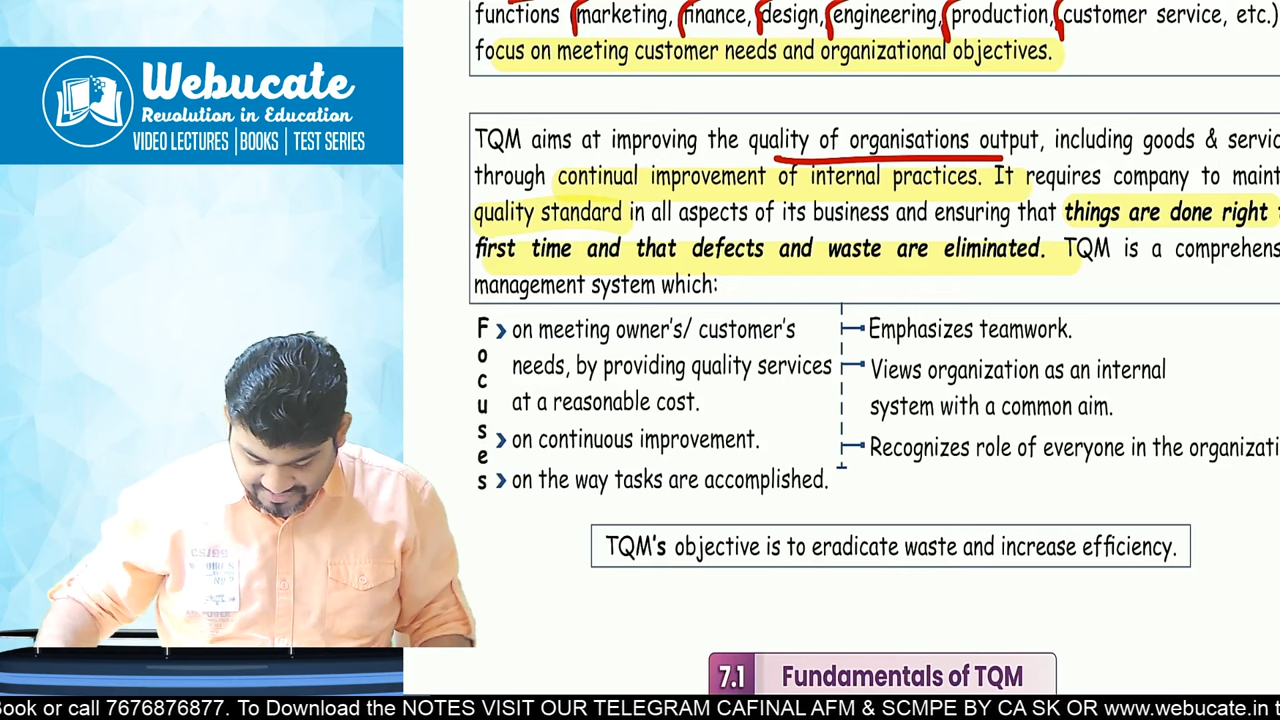 functions (marketing, finance, design, engineering, production, customer service, etc.)
focus on meeting customer needs and organizational objectives.
Webucate
Revolution in Education
VIDEO LECTURES | BOOKS | TEST SERIES
TQM aims at improving the quality of organisations output, including goods &
through continual improvement of internal practices. It requires company to
quality standard in all aspects of its business and ensuring that things are done right
first time and that defects and waste are eliminated. TQM is a
management system which:
Focuses
on meeting owner's/ customer's
needs, by providing quality services
at a reasonable cost.
on continuous improvement.
on the way tasks are accomplished.
Emphasizes teamwork.
Views organization as an internal
system with a common aim.
Recognizes role of everyone in the
TQM's objective is to eradicate waste and increase efficiency.
7.1 Fundamentals of TQM
or call 7676876877. To Download the NOTES VISIT OUR TELEGRAM CAFINAL AFM & SCMPE BY CA SK OR www.webucate.in